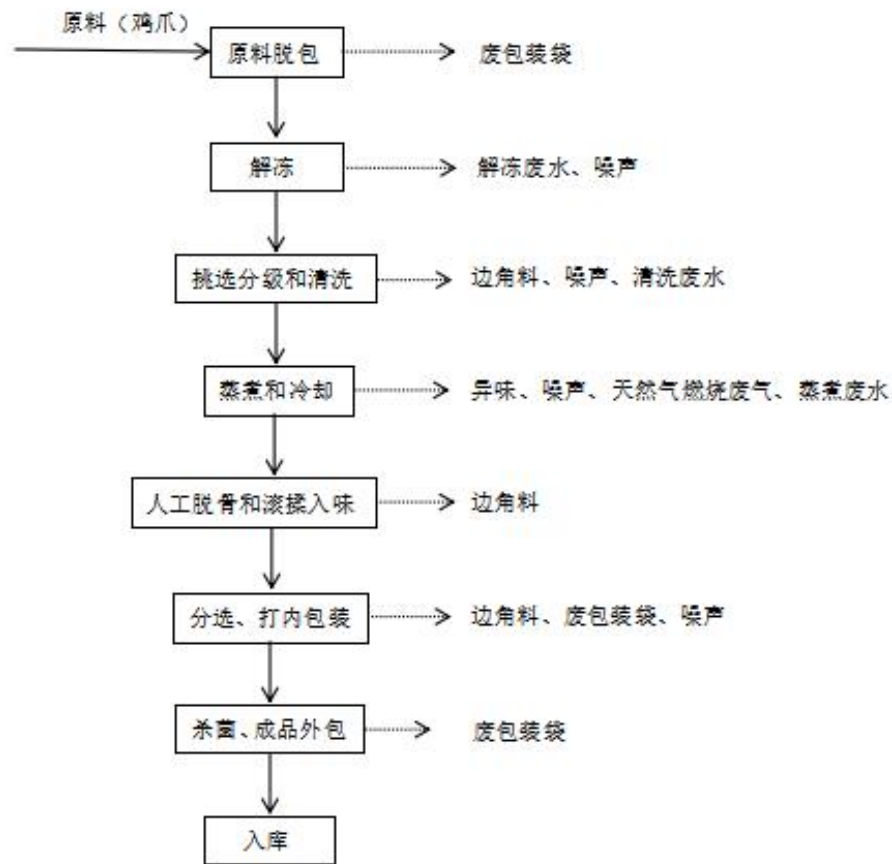 原料（鸡爪）
原料脱包 废包装袋
解冻 解冻废水、噪声
挑选分级和清洗 边角料、噪声、清洗废水
蒸煮和冷却 异味、噪声、天然气燃烧废气、蒸煮废水
人工脱骨和滚揉入味 边角料
分选、打内包装 边角料、废包装袋、噪声
杀菌、成品外包 废包装袋
入库